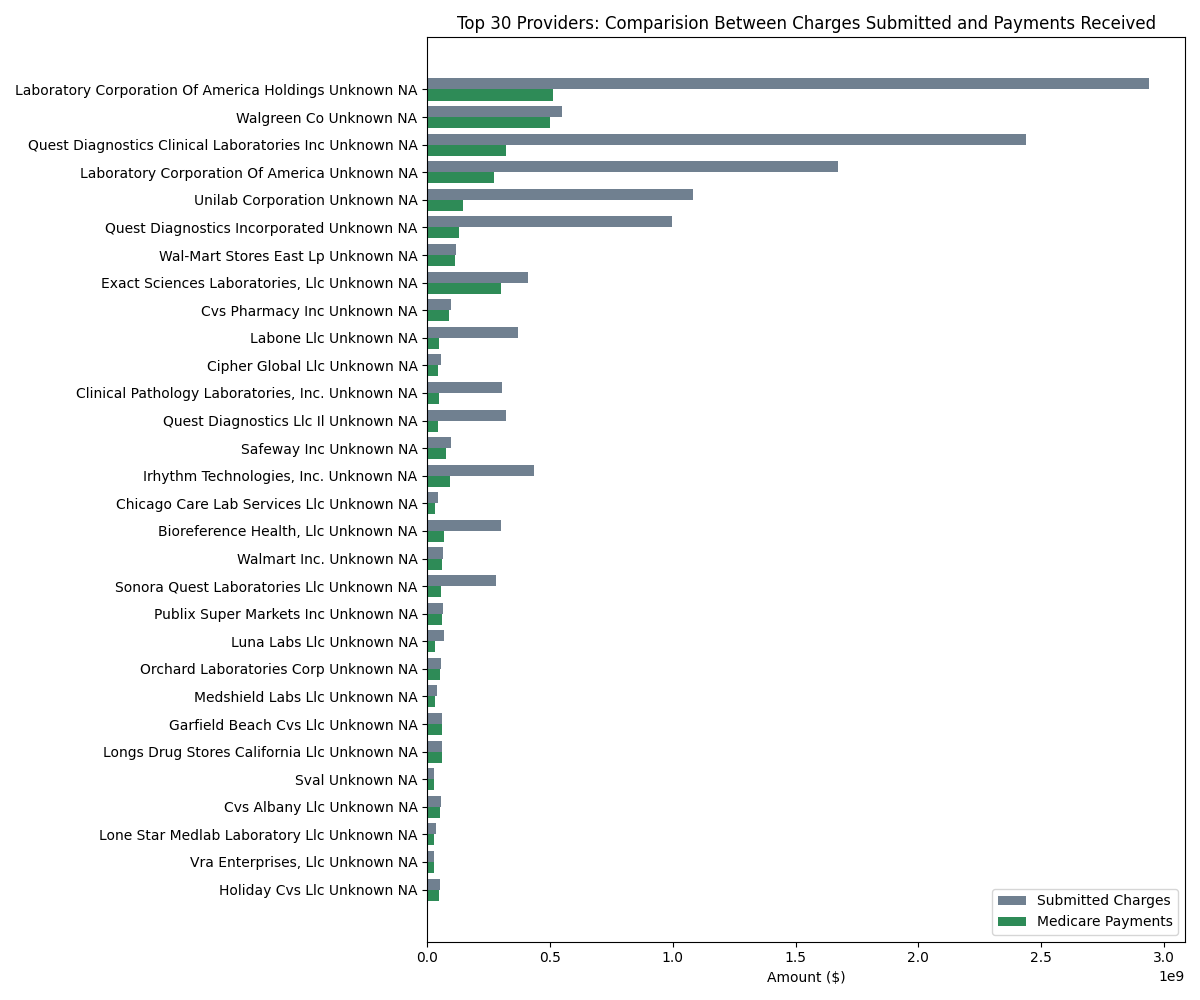 Top 30 Providers: Comparision Between Charges Submitted and Payments Received
Laboratory Corporation Of America Holdings Unknown NA
Walgreen Co Unknown NA
Quest Diagnostics Clinical Laboratories Inc Unknown NA
Laboratory Corporation Of America Unknown NA
Unilab Corporation Unknown NA
Quest Diagnostics Incorporated Unknown NA
Wal-Mart Stores East Lp Unknown NA
Exact Sciences Laboratories, Llc Unknown NA
Cvs Pharmacy Inc Unknown NA
Labone Llc Unknown NA
Cipher Global Llc Unknown NA
Clinical Pathology Laboratories, Inc. Unknown NA
Quest Diagnostics Llc Il Unknown NA
Safeway Inc Unknown NA
Irhythm Technologies, Inc. Unknown NA
Chicago Care Lab Services Llc Unknown NA
Bioreference Health, Llc Unknown NA
Walmart Inc. Unknown NA
Sonora Quest Laboratories Llc Unknown NA
Publix Super Markets Inc Unknown NA
Luna Labs Llc Unknown NA
Orchard Laboratories Corp Unknown NA
Medshield Labs Llc Unknown NA
Garfield Beach Cvs Llc Unknown NA
Longs Drug Stores California Llc Unknown NA
Sval Unknown NA
Cvs Albany Llc Unknown NA
Lone Star Medlab Laboratory Llc Unknown NA
Vra Enterprises, Llc Unknown NA
Holiday Cvs Llc Unknown NA
Submitted Charges
Medicare Payments
0.0 0.5 1.0 1.5 2.0 2.5 3.0
1e9
Amount ($)